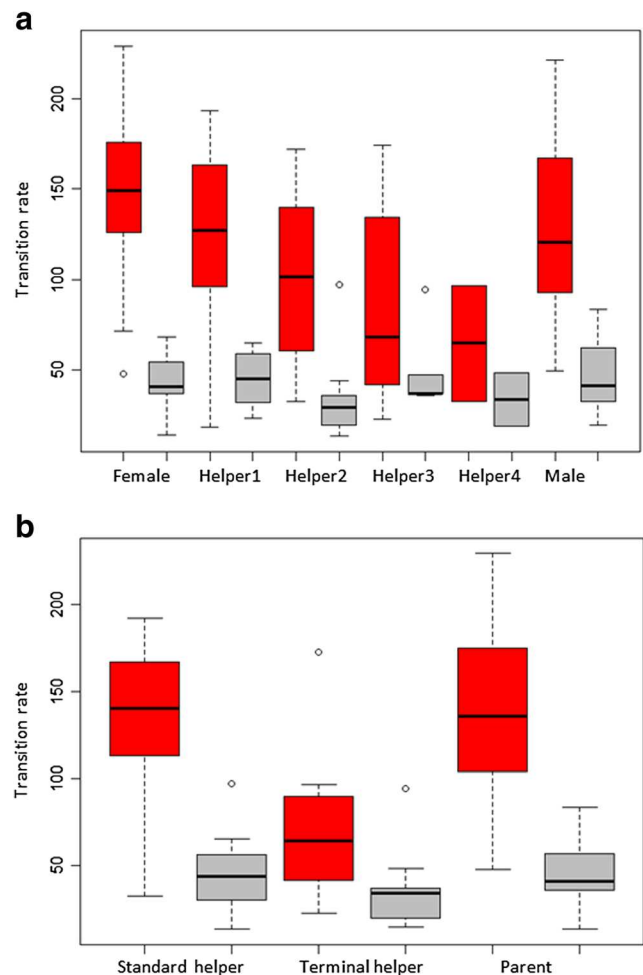 a
Transition rate
200
150
100
50
Female Helper1 Helper2 Helper3 Helper4 Male
b
Transition rate
200
150
100
50
Standard helper Terminal helper Parent